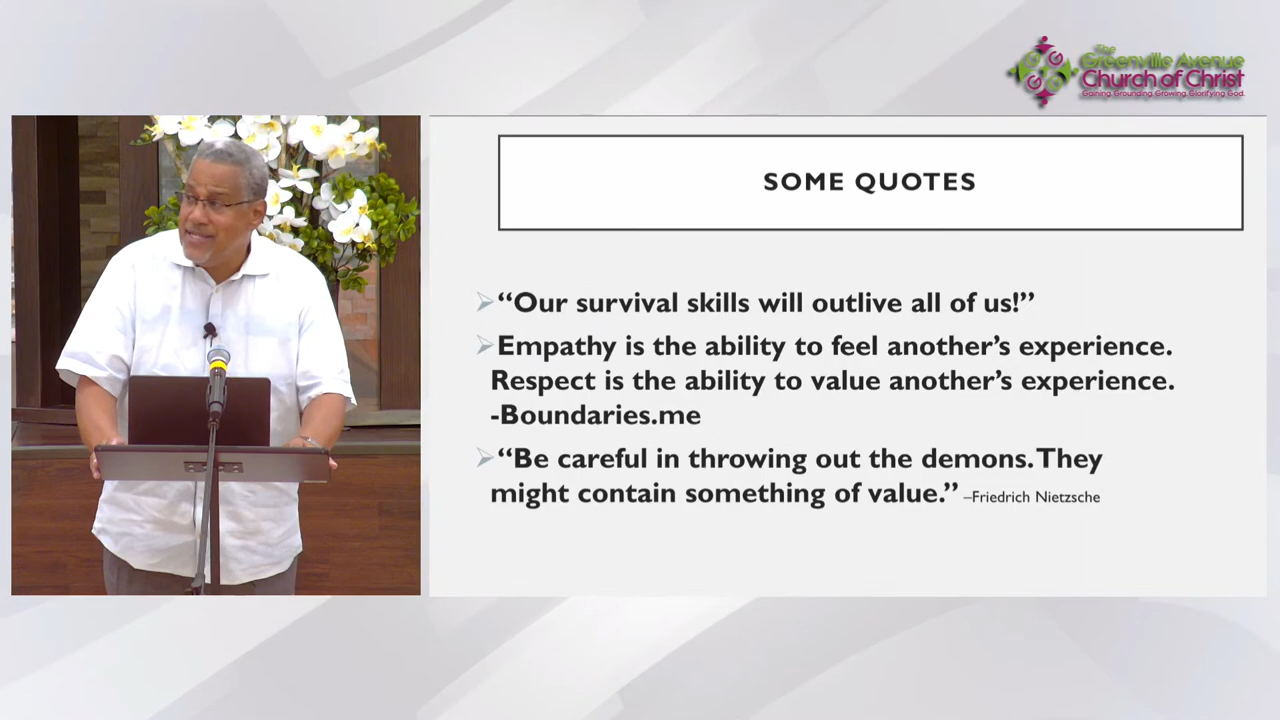 The
Greenville Avenue
Church of Christ
Gaining. Grounding. Growing. Glorifying God.
SOME QUOTES
“Our survival skills will outlive all of us!”
Empathy is the ability to feel another’s experience.
Respect is the ability to value another’s experience.
-Boundaries.me
“Be careful in throwing out the demons. They
might contain something of value.” –Friedrich Nietzsche